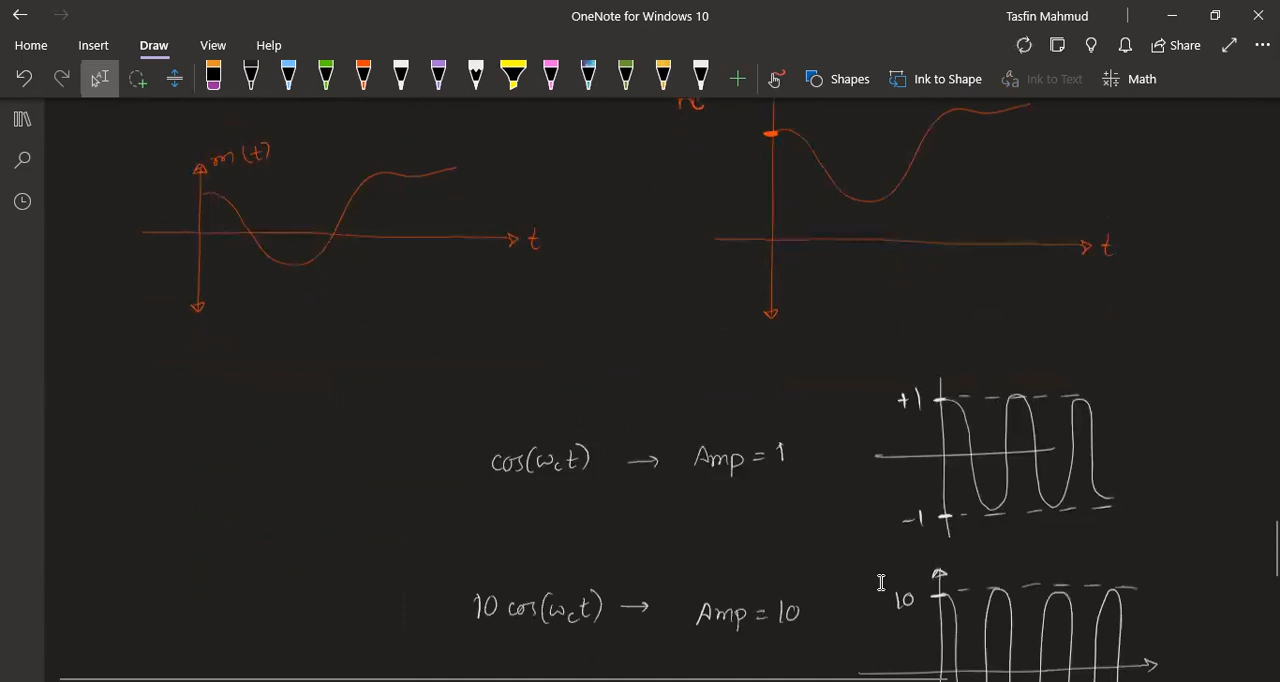 OneNote for Windows 10
Tasfin Mahmud
Home Insert Draw View Help
Share
Shapes
Ink to Shape
Ink to Text
Math
m(t)
t
t
+1
cos(ωct) → Amp = 1
-1
10 cos(ωct) → Amp = 10
10